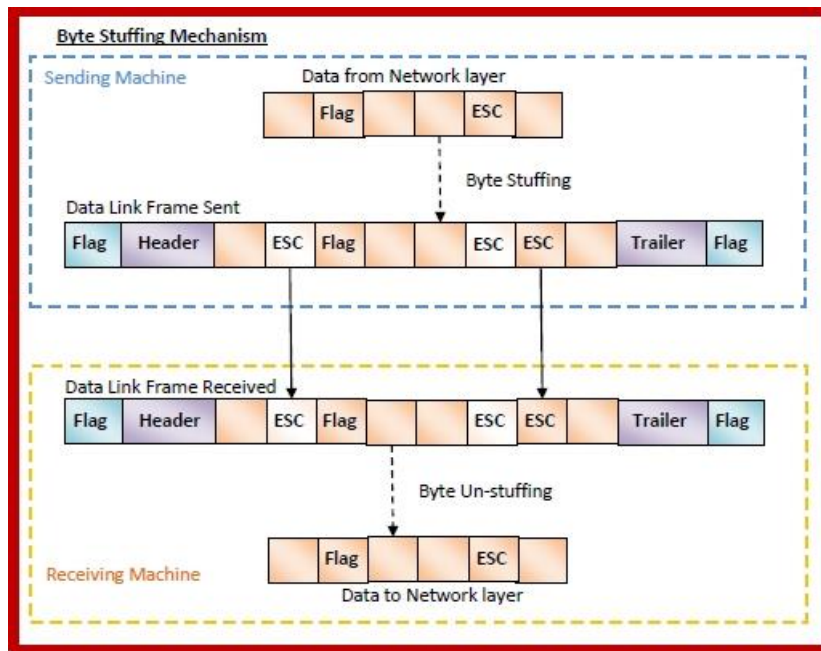 Byte Stuffing Mechanism
Sending Machine
Data from Network layer
Flag ESC
Byte Stuffing
Data Link Frame Sent
Flag Header ESC Flag ESC ESC Trailer Flag
Data Link Frame Received
Flag Header ESC Flag ESC ESC Trailer Flag
Byte Un-stuffing
Flag ESC
Receiving Machine
Data to Network layer